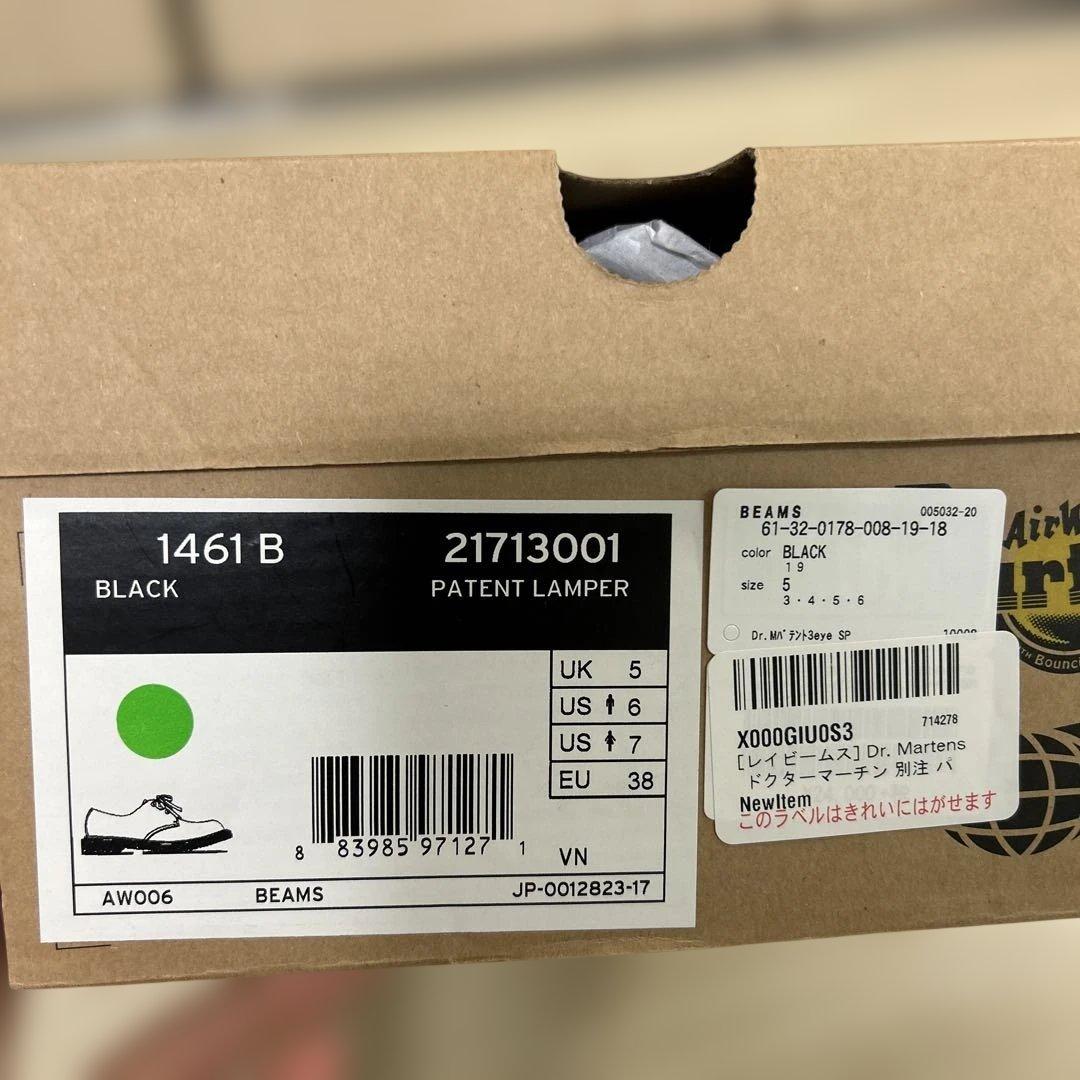 1461 B
21713001
BLACK
PATENT LAMPER
UK 5
US 6
US 7
EU 38
8 83985 97127 1
VN
AW006
BEAMS
JP-0012823-17
BEAMS
005032-20
61-32-0178-008-19-18
color BLACK
19
size 5
3・4・5・6
Dr.Mﾊﾟﾃﾝﾄ3eye SP
X000GIU0S3
714278
[レイビームス] Dr. Martens
ドクターマーチン 別注 パ
NewItem
このラベルはきれいにはがせます
AirW
Bounc